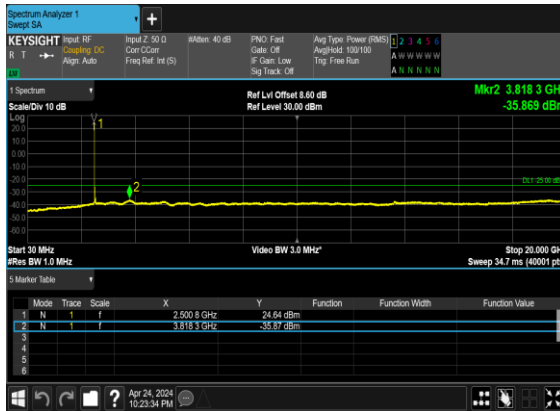 Spectrum Analyzer 1
Swept SA
+
KEYSIGHT Input: RF Input Z: 50 Ω #Atten: 40 dB PNO: Fast Avg Type: Power (RMS) 1 2 3 4 5 6
R T Coupling: DC Corr CCorr Gate: Off Avg|Hold: 100/100 A W W W W W
Align: Auto Freq Ref: Int (S) IF Gain: Low Trig: Free Run
Sig Track: Off A N N N N N
1 Spectrum
Scale/Div 10 dB
Ref Lvl Offset 8.60 dB
Ref Level 30.00 dBm
Mkr2 3.818 3 GHz
-35.869 dBm
Log
20.0
10.0
0.00
-10.0
-20.0
-30.0
-40.0
-50.0
-60.0
1
2
DL1 -25.00 dB
Start 30 MHz Video BW 3.0 MHz* Stop 20.000 GH
#Res BW 1.0 MHz Sweep 34.7 ms (40001 pt
5 Marker Table
Mode Trace Scale X Y Function Function Width Function Value
1 N 1 f 2.500 8 GHz 24.64 dBm
2 N 1 f 3.818 3 GHz -35.87 dBm
3
4
5
6
? Apr 24, 2024
10:23:34 PM